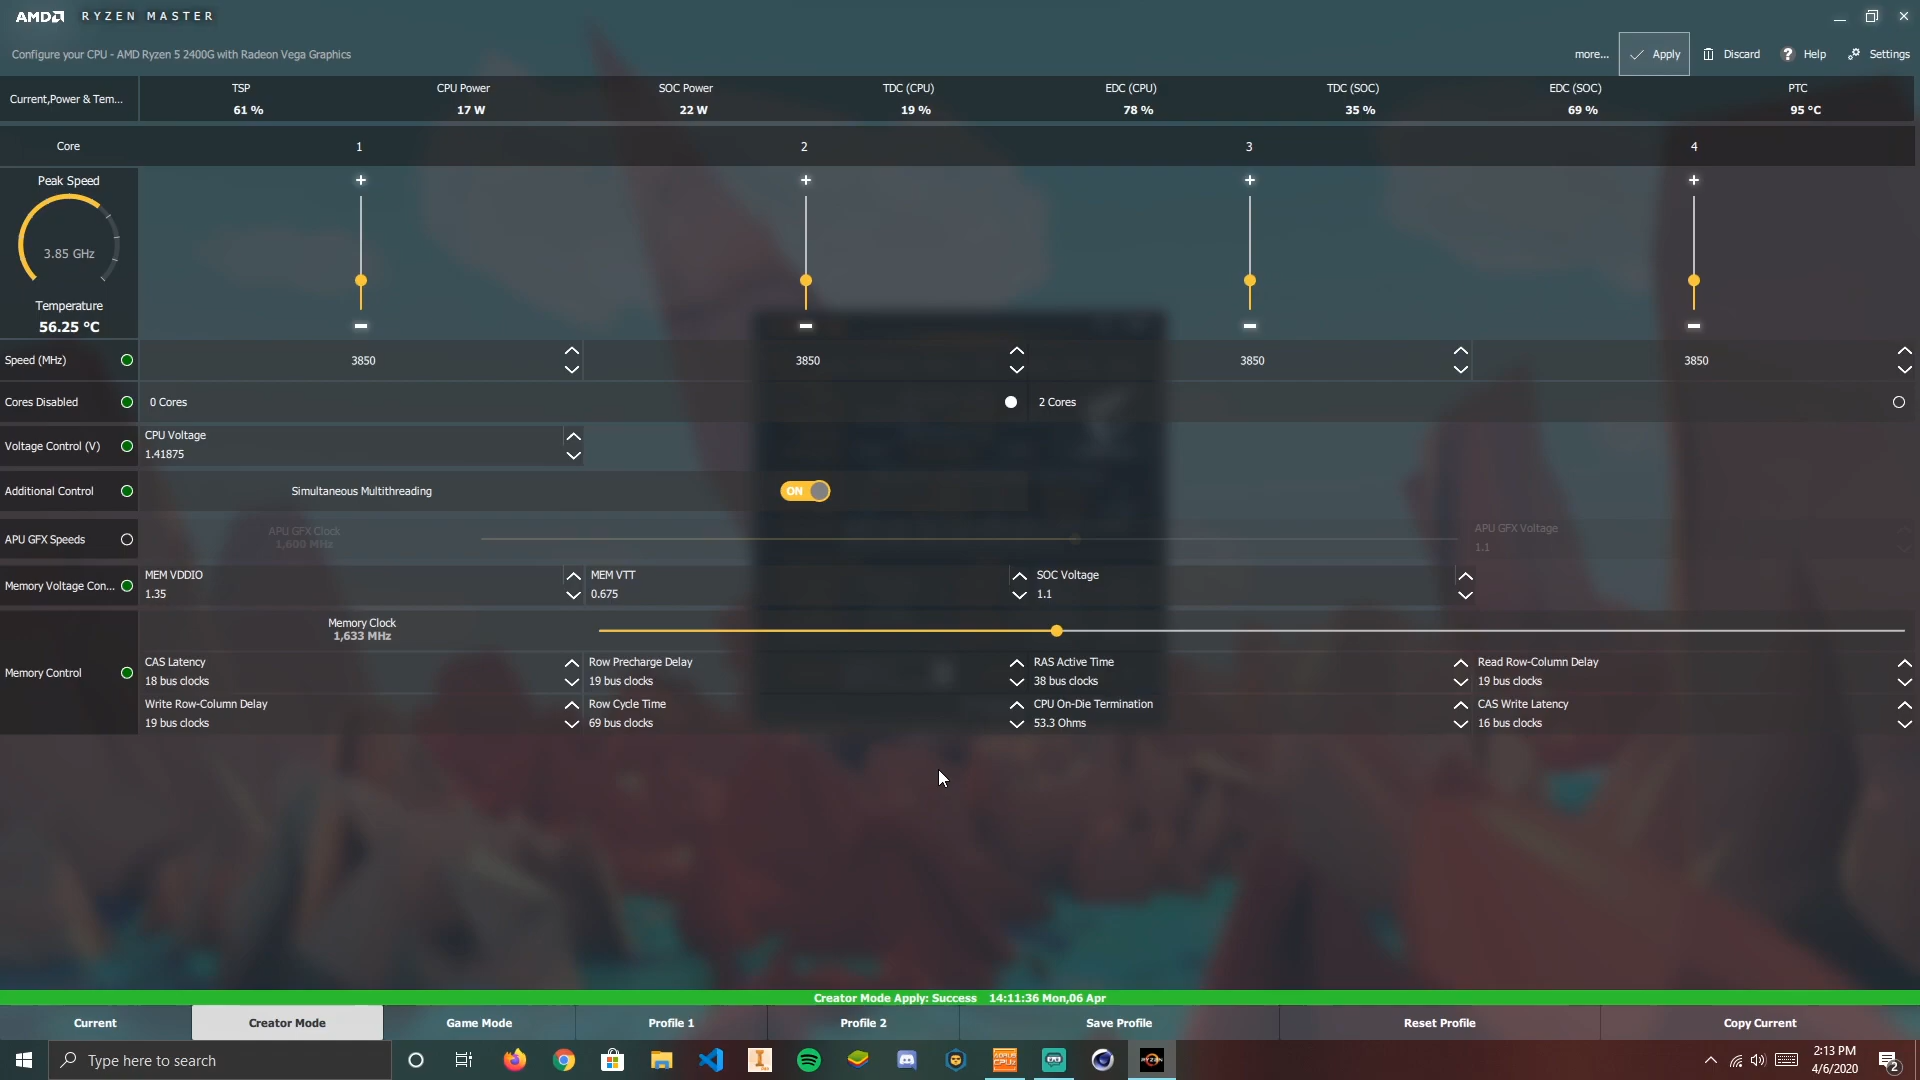 AMD RYZEN MASTER
Configure your CPU - AMD Ryzen 5 2400G with Radeon Vega Graphics
more... Apply Discard ? Help Settings
Current,Power & Tem...
TSP CPU Power SOC Power TDC (CPU) EDC (CPU) TDC (SOC) EDC (SOC) PTC
61 % 17 W 22 W 19 % 78 % 35 % 69 % 95 °C
Core 1 2 3 4
Peak Speed
3.85 GHz
Temperature
56.25 °C
Speed (MHz) 3850 3850 3850 3850
Cores Disabled 0 Cores 2 Cores
Voltage Control (V)
CPU Voltage
1.41875
Additional Control Simultaneous Multithreading ON
APU GFX Speeds
APU GFX Clock
1,600 MHz
APU GFX Voltage
1.1
Memory Voltage Con...
MEM VDDIO MEM VTT SOC Voltage
1.35 0.675 1.1
Memory Clock
1,633 MHz
Memory Control
CAS Latency Row Precharge Delay RAS Active Time Read Row-Column Delay
18 bus clocks 19 bus clocks 38 bus clocks 19 bus clocks
Write Row-Column Delay Row Cycle Time CPU On-Die Termination CAS Write Latency
19 bus clocks 69 bus clocks 53.3 Ohms 16 bus clocks
Creator Mode Apply: Success 14:11:36 Mon,06 Apr
Current Creator Mode Game Mode Profile 1 Profile 2 Save Profile Reset Profile Copy Current
Type here to search
AORUS CPUz
RYZEN
2:13 PM
4/6/2020
2